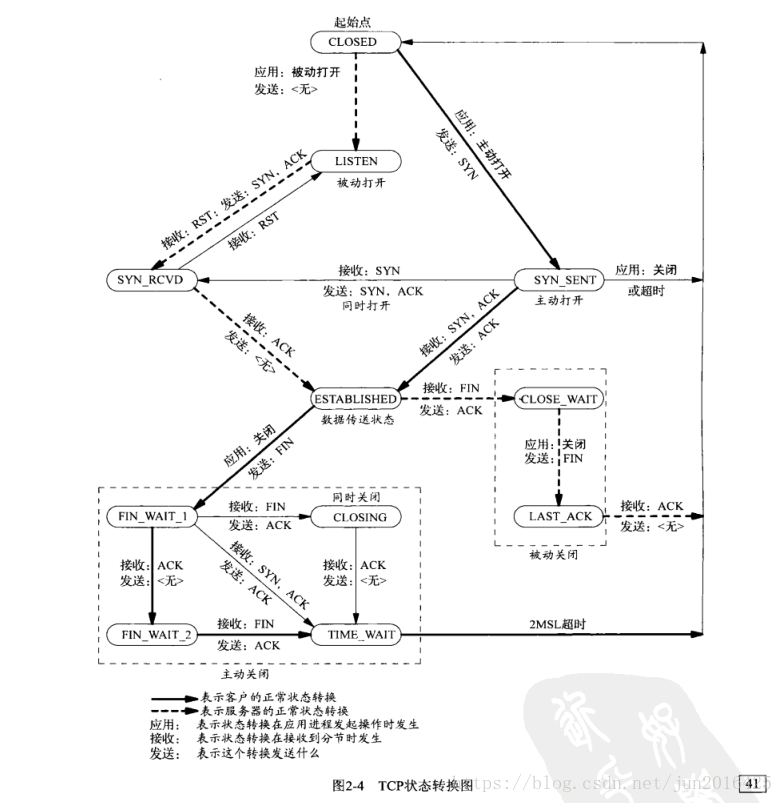 起始点
CLOSED
应用：被动打开
发送：<无>
应用：主动打开
发送：SYN
LISTEN
被动打开
接收：RST；发送：SYN，ACK
接收：RST
SYN_RCVD
接收：SYN
发送：SYN，ACK
同时打开
SYN_SENT
主动打开
应用：关闭
或超时
接收：ACK
发送：<无>
接收：SYN，ACK
发送：ACK
ESTABLISHED
数据传送状态
接收：FIN
发送：ACK
CLOSE_WAIT
应用：关闭
发送：FIN
应用：关闭
发送：FIN
LAST_ACK
被动关闭
接收：ACK
发送：<无>
FIN_WAIT_1
接收：FIN
发送：ACK
同时关闭
CLOSING
接收：ACK
发送：<无>
接收：SYN，ACK
发送：ACK
接收：ACK
发送：<无>
FIN_WAIT_2
接收：FIN
发送：ACK
TIME_WAIT
2MSL超时
主动关闭
表示客户的正常状态转换
表示服务器的正常状态转换
应用： 表示状态转换在应用进程发起操作时发生
接收： 表示状态转换在接收到分节时发生
发送： 表示这个转换发送什么
图2-4 TCP状态转换图
41